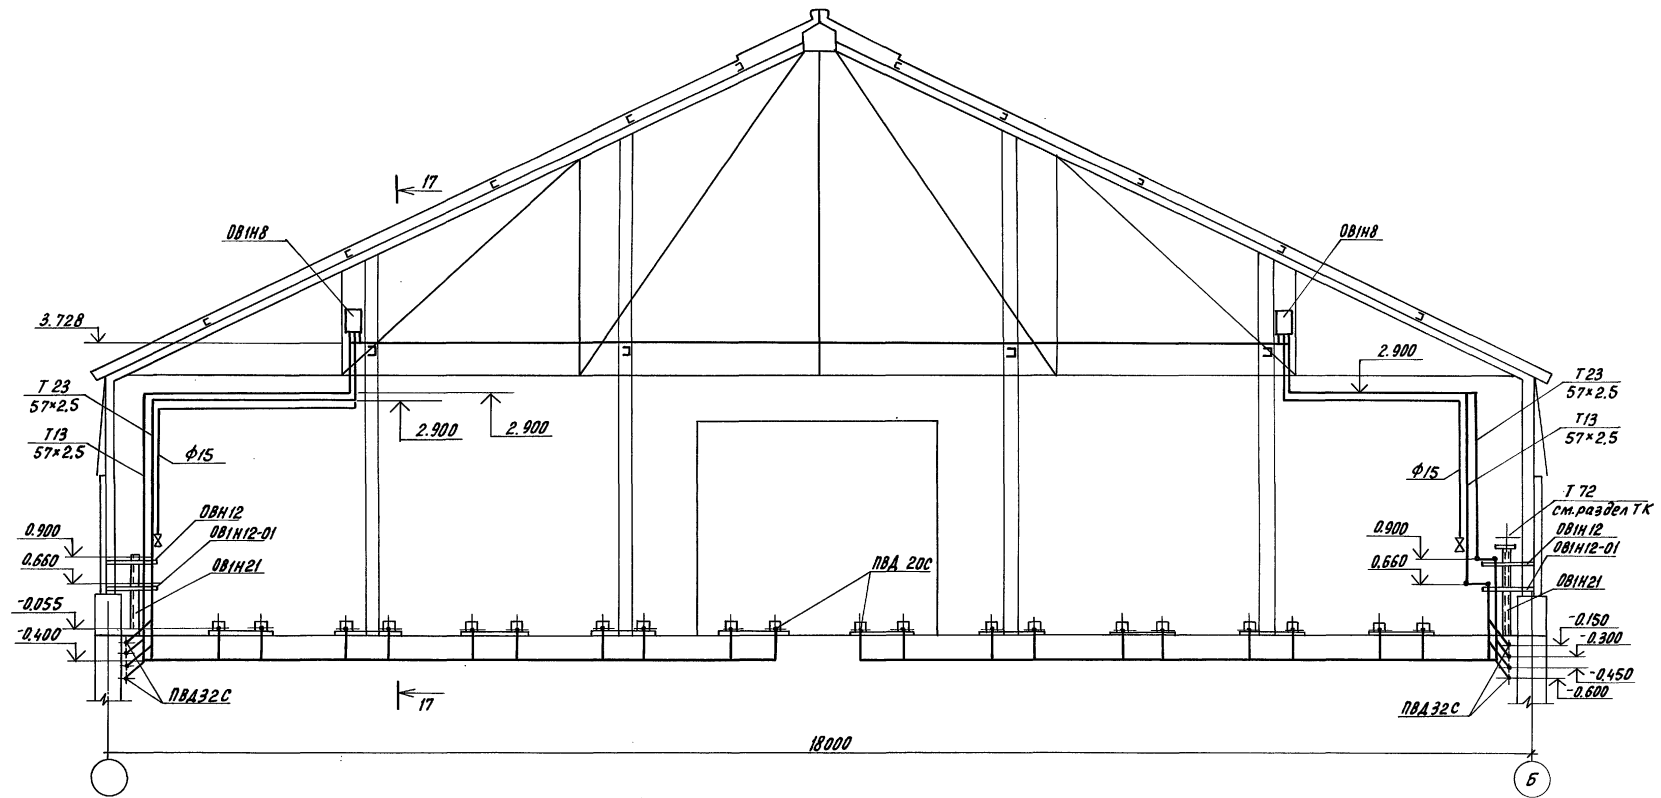 17
ОВ1Н8
ОВ1Н8
3.728
2.900
Т 23
57×2,5
Т 23
57×2,5
2.900
2.900
Т13
57×2,5
Т13
57×2,5
Ф15
Ф15
Т 72
см. раздел ТК
ОВН12
0.900
ОВ1Н12-01
0.900
ОВ1Н12
0.660
ОВ1Н21
ПВД 20С
0.660
ОВ1Н12-01
ОВ1Н21
-0.055
-0.150
-0.400
-0.300
-0.450
ПВД32С
17
ПВД32С
-0.600
18000
Б